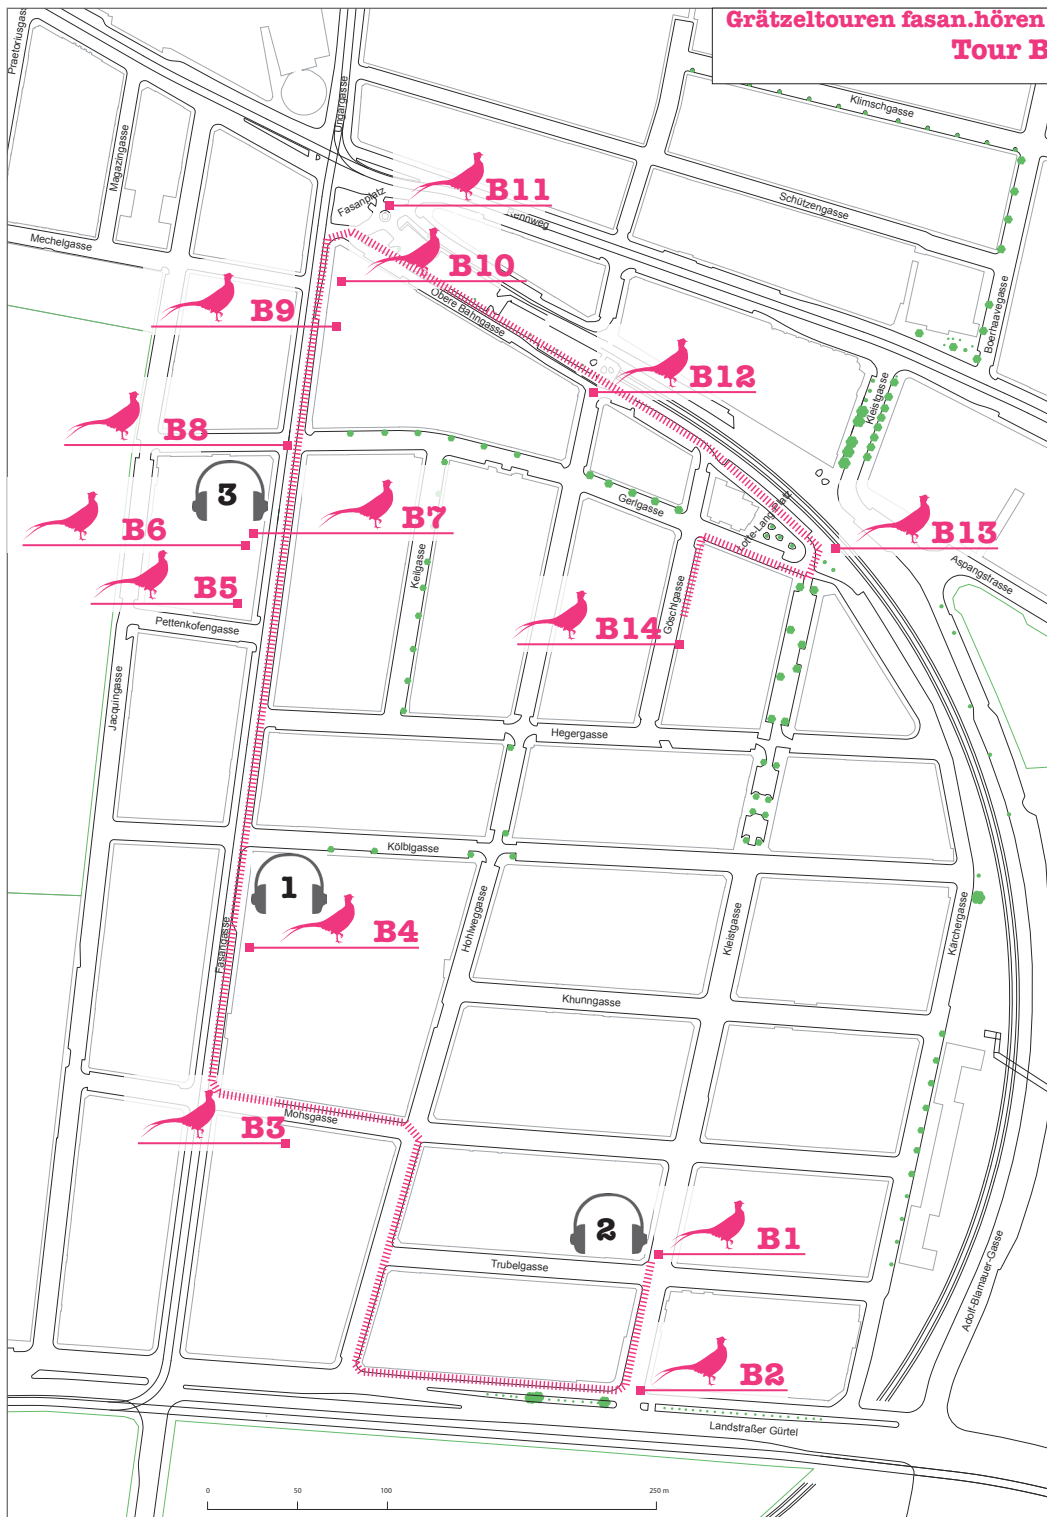 Grätzeltouren fasan.hören
Tour B
Praetoriusgasse
Magazingasse
Ungargasse
Klimschgasse
Mechelgasse
Fasanplatz
B11
Rennweg
Schützengasse
B10
B9
Obere Bahngasse
Boerhaavegasse
B12
Kleistgasse
B8
3
B7
B6
Gerlgasse
B13
Keilgasse
Aspangstrasse
B5
Göschlgasse
B14
Pettenkofengasse
Jacquingasse
Hegergasse
Kölblgasse
1
B4
Fasangasse
Hohlweggasse
Kleistgasse
Kärchergasse
Khunngasse
Mohsgasse
B3
2
B1
Trubelgasse
Adolf-Blamauer-Gasse
B2
Landstraßer Gürtel
0
50
100
250 m